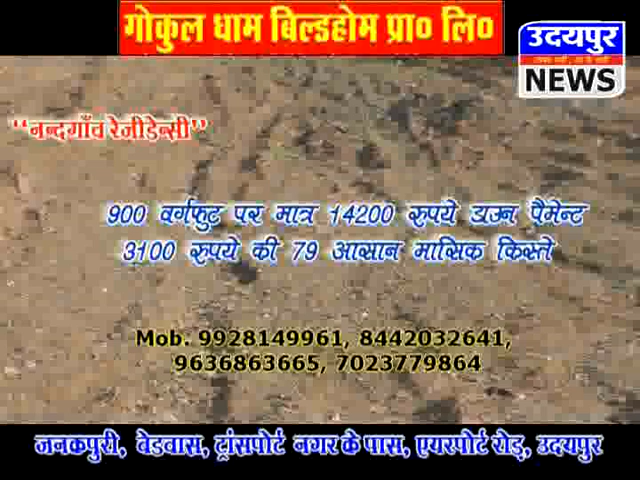 गोकुल धाम बिल्डहोम प्रा० लि०
उदयपुर
NEWS
“नन्दगाँव रेजीडेन्सी”
900 वर्गफुट पर मात्र 14200 रुपये डाउन पैमेन्ट
3100 रुपये की 79 आसान मासिक किस्ते
Mob. 9928149961, 8442032641,
9636863665, 7023779864
जनकपुरी, बेडवास, ट्रांसपोर्ट नगर के पास, एयरपोर्ट रोड़, उदयपुर